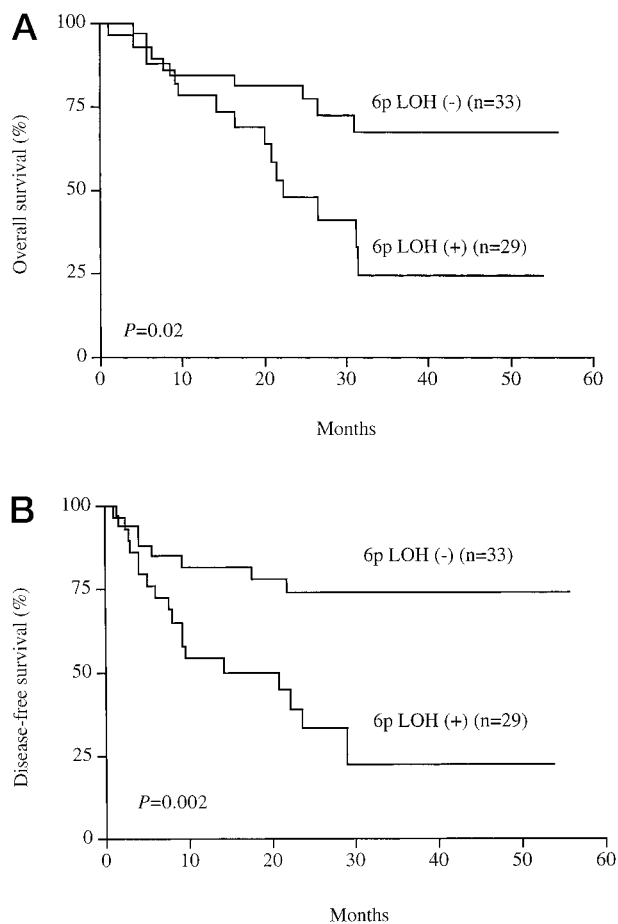 A
Overall survival (%)
100
75
50
25
0
6p LOH (-) (n=33)
6p LOH (+) (n=29)
P=0.02
0 10 20 30 40 50 60
Months
B
Disease-free survival (%)
100
75
50
25
0
6p LOH (-) (n=33)
6p LOH (+) (n=29)
P=0.002
0 10 20 30 40 50 60
Months